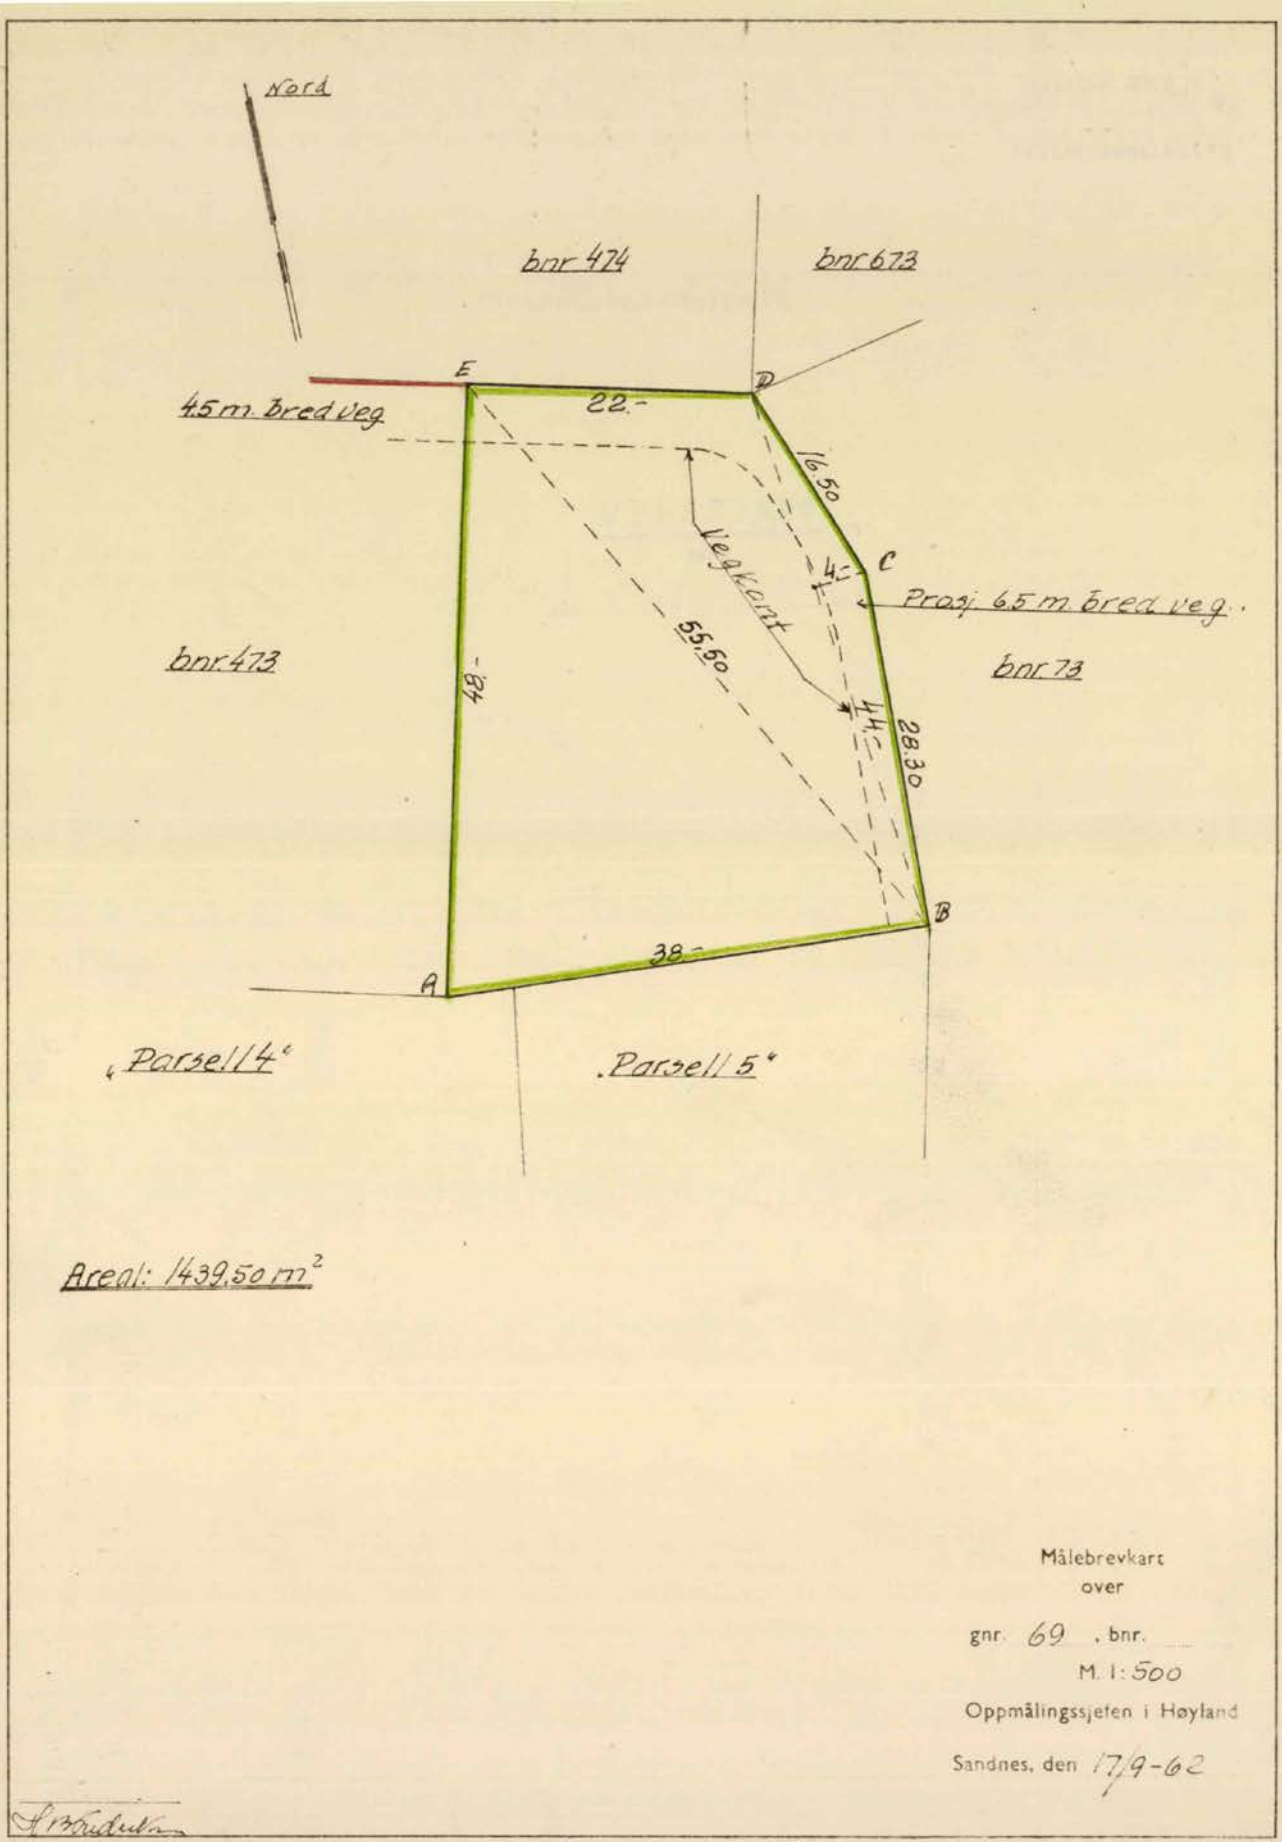 Nord
bnr 474
bnr 673
E
D
4.5 m. bred veg
22.-
16.50
Vegkant
4.-
C
Prosj. 6.5 m. bred veg.
55.50
bnr. 473
48.-
bnr. 73
44.-
28.30
B
38.-
A
"Parsell 4"
"Parsell 5"
Areal: 1439.50 m²
Målebrevkart
over
gnr. 69 , bnr.
M. 1: 500
Oppmålingssjefen i Høyland
Sandnes, den 17/9-62